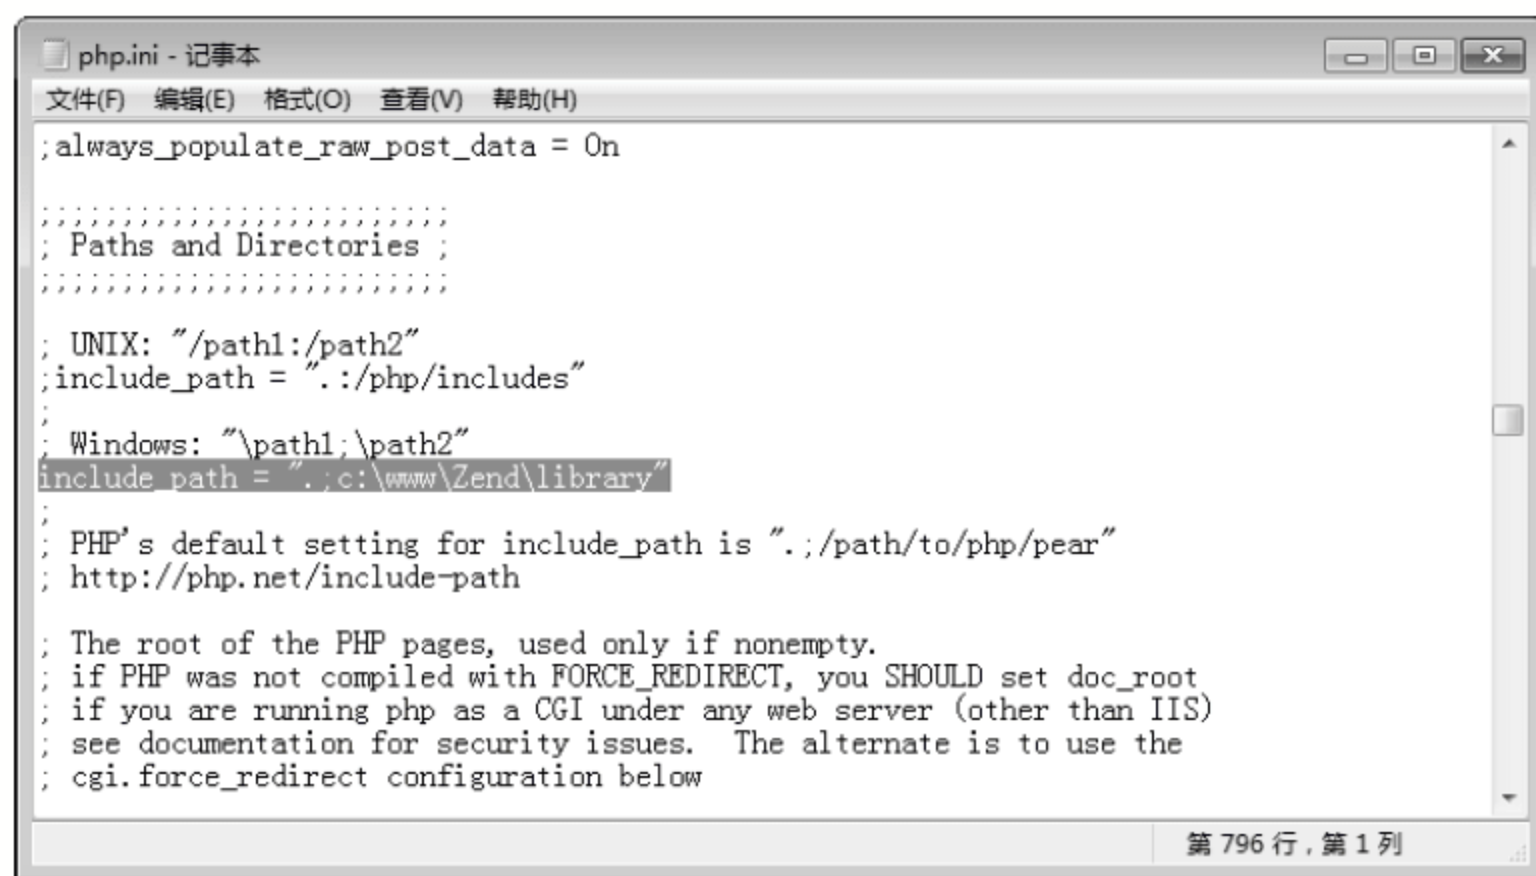 php.ini - 记事本
文件(F) 编辑(E) 格式(O) 查看(V) 帮助(H)
;always_populate_raw_post_data = On
;;;;;;;;;;;;;;;;;;;;;;;;;
; Paths and Directories ;
;;;;;;;;;;;;;;;;;;;;;;;;;
; UNIX: "/path1:/path2"
;include_path = ".:/php/includes"
;
; Windows: "\path1;\path2"
include_path = ".;c:\www\Zend\library"
;
; PHP's default setting for include_path is ".;/path/to/php/pear"
; http://php.net/include-path
; The root of the PHP pages, used only if nonempty.
; if PHP was not compiled with FORCE_REDIRECT, you SHOULD set doc_root
; if you are running php as a CGI under any web server (other than IIS)
; see documentation for security issues.  The alternate is to use the
; cgi.force_redirect configuration below
第 796 行，第 1 列